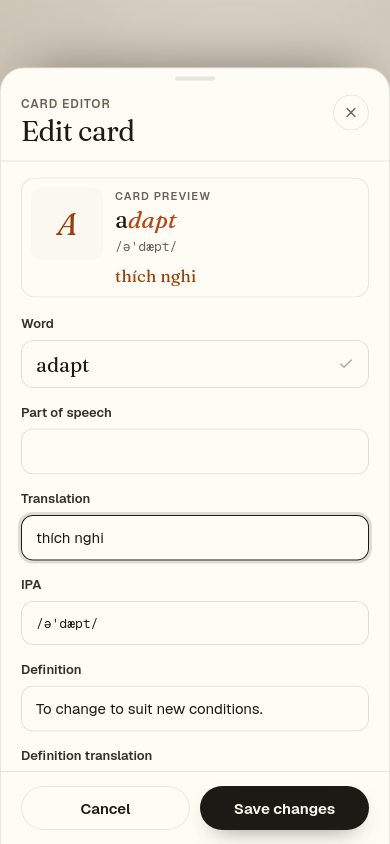 CARD EDITOR
Edit card
A
CARD PREVIEW
adapt
/əˈdæpt/
thích nghi
Word
adapt
Part of speech
Translation
thích nghi
IPA
/əˈdæpt/
Definition
To change to suit new conditions.
Definition translation
Cancel
Save changes